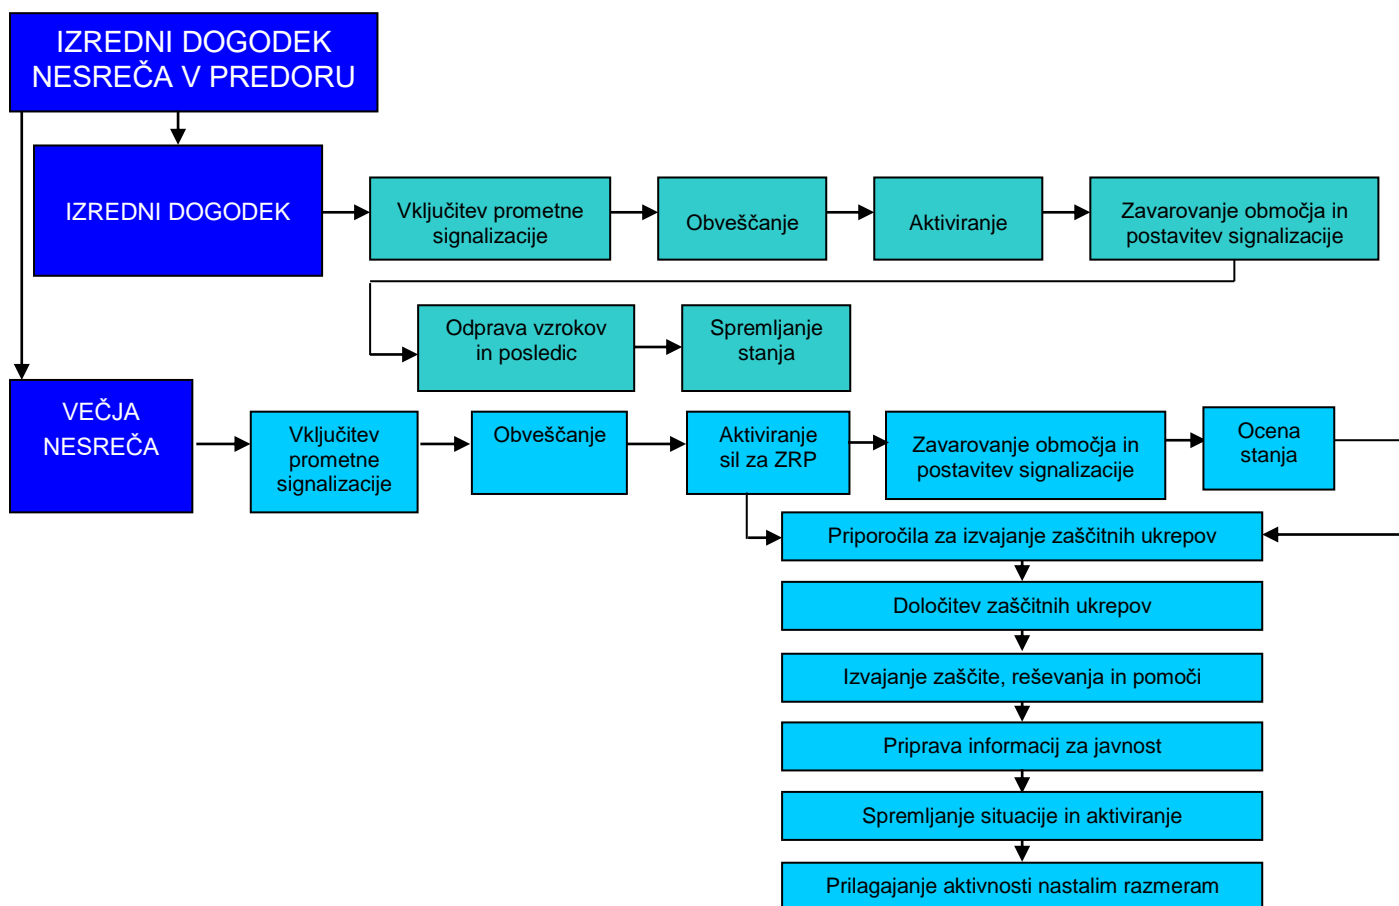 IZREDNI DOGODEK
NESREČA V PREDORU
IZREDNI DOGODEK
Vključitev prometne
signalizacije
Obveščanje
Aktiviranje
Zavarovanje območja in
postavitev signalizacije
Odprava vzrokov
in posledic
Spremljanje
stanja
VEČJA
NESREČA
Vključitev
prometne
signalizacije
Obveščanje
Aktiviranje
sil za ZRP
Zavarovanje območja in
postavitev signalizacije
Ocena
stanja
Priporočila za izvajanje zaščitnih ukrepov
Določitev zaščitnih ukrepov
Izvajanje zaščite, reševanja in pomoči
Priprava informacij za javnost
Spremljanje situacije in aktiviranje
Prilagajanje aktivnosti nastalim razmeram